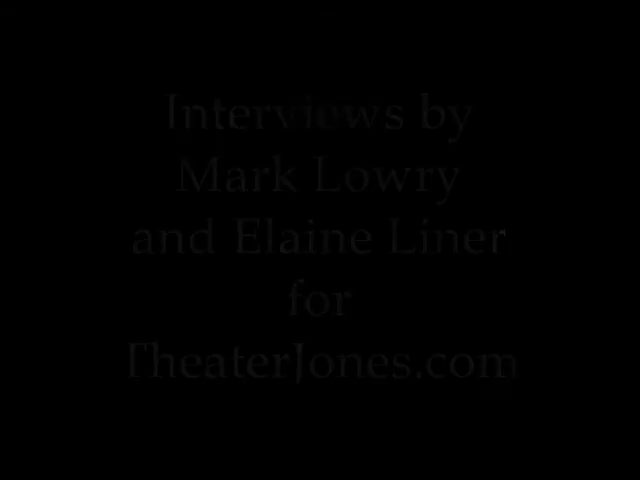 Interviews by
Mark Lowry
and Elaine Liner
for
TheaterJones.com